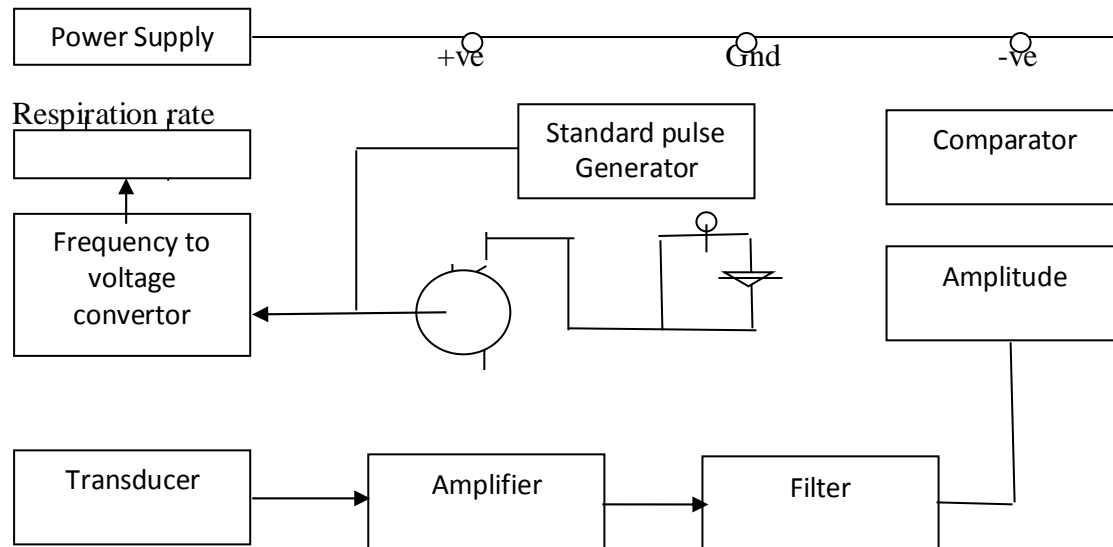 Power Supply
+ve
Gnd
-ve
Respiration rate
Standard pulse
Generator
Comparator
Frequency to
voltage
convertor
Amplitude
Transducer
Amplifier
Filter